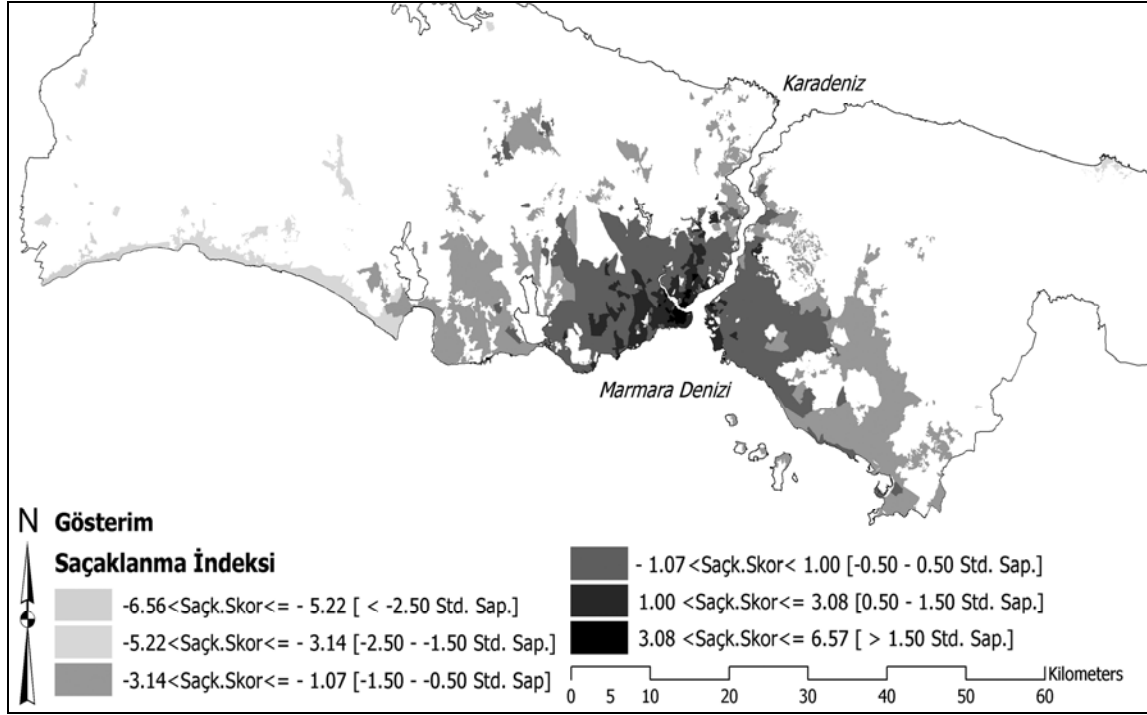 Karadeniz
Marmara Denizi
N
Gösterim
Saçaklanma İndeksi
-6.56<Saçk.Skor<= - 5.22 [ < -2.50 Std. Sap.]
-5.22<Saçk.Skor<= - 3.14 [-2.50 - -1.50 Std. Sap.]
-3.14<Saçk.Skor<= - 1.07 [-1.50 - -0.50 Std. Sap]
- 1.07 <Saçk.Skor< 1.00 [-0.50 - 0.50 Std. Sap.]
1.00 <Saçk.Skor<= 3.08 [0.50 - 1.50 Std. Sap.]
3.08 <Saçk.Skor<= 6.57 [ > 1.50 Std. Sap.]
Kilometers
0 5 10 20 30 40 50 60